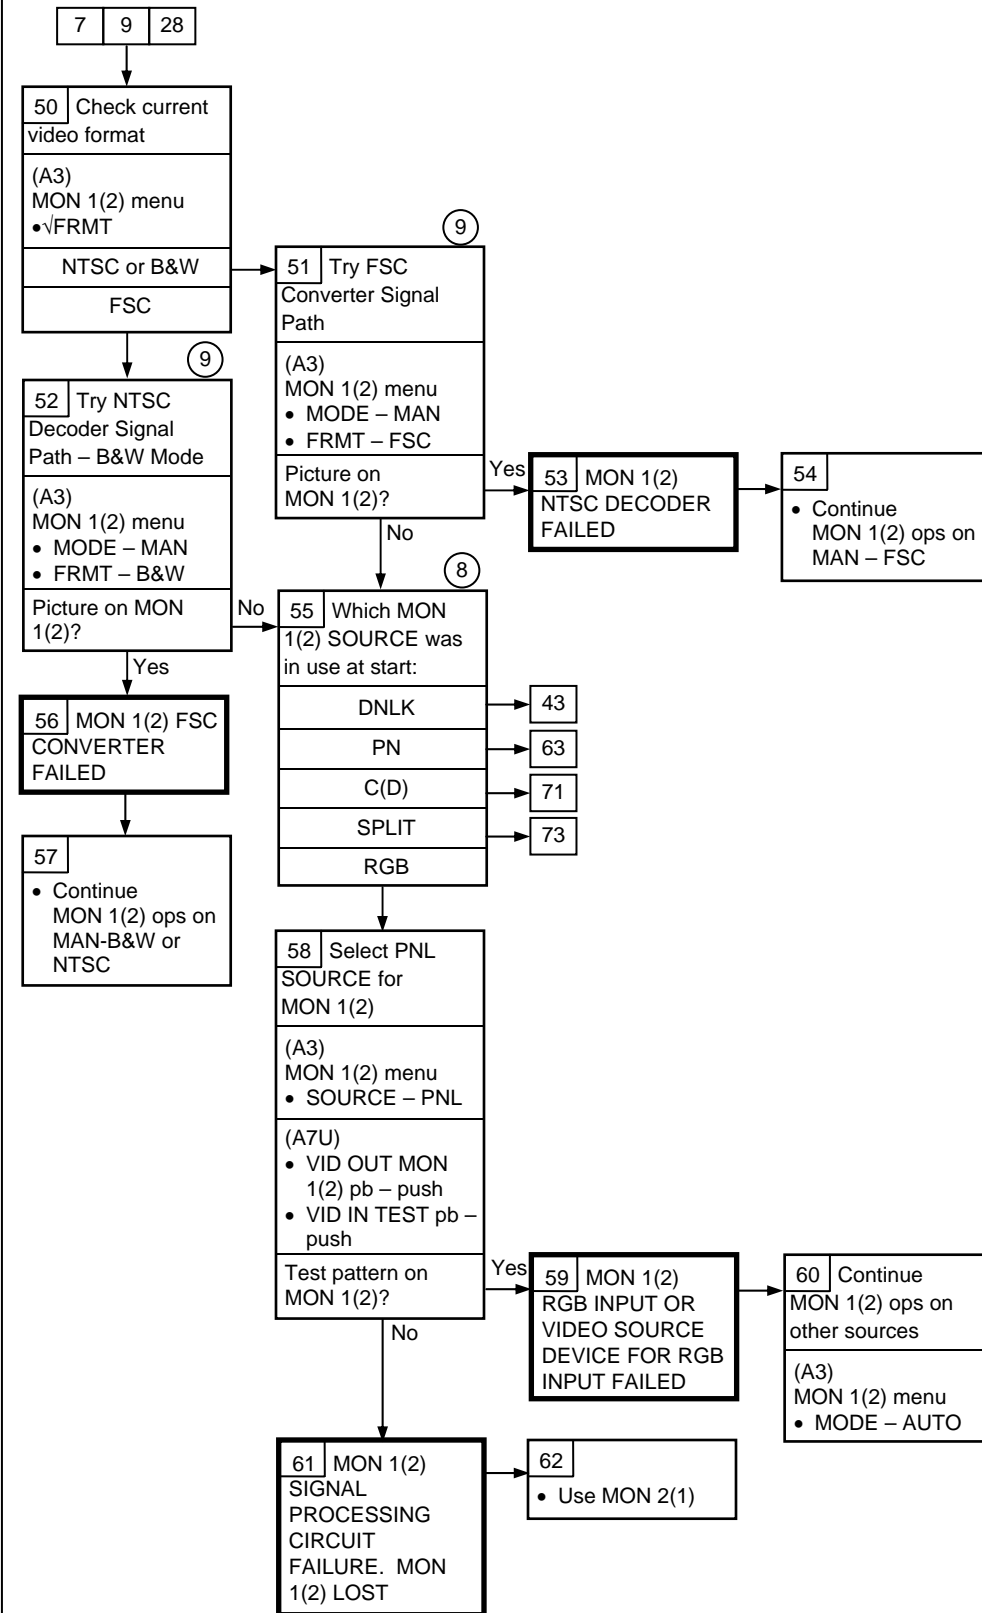 7 9 28
50 Check current
video format
(A3)
MON 1(2) menu
•√FRMT
NTSC or B&W
FSC
9
51 Try FSC
Converter Signal
Path
(A3)
MON 1(2) menu
• MODE – MAN
• FRMT – FSC
Picture on
MON 1(2)?
Yes
No
9
52 Try NTSC
Decoder Signal
Path – B&W Mode
(A3)
MON 1(2) menu
• MODE – MAN
• FRMT – B&W
Picture on MON
1(2)?
No
Yes
53 MON 1(2)
NTSC DECODER
FAILED
54
• Continue
MON 1(2) ops on
MAN – FSC
8
55 Which MON
1(2) SOURCE was
in use at start:
DNLK
43
PN
63
C(D)
71
SPLIT
73
RGB
56 MON 1(2) FSC
CONVERTER
FAILED
57
• Continue
MON 1(2) ops on
MAN-B&W or
NTSC
58 Select PNL
SOURCE for
MON 1(2)
(A3)
MON 1(2) menu
• SOURCE – PNL
(A7U)
• VID OUT MON
1(2) pb – push
• VID IN TEST pb –
push
Test pattern on
MON 1(2)?
Yes
No
59 MON 1(2)
RGB INPUT OR
VIDEO SOURCE
DEVICE FOR RGB
INPUT FAILED
60 Continue
MON 1(2) ops on
other sources
(A3)
MON 1(2) menu
• MODE – AUTO
61 MON 1(2)
SIGNAL
PROCESSING
CIRCUIT
FAILURE. MON
1(2) LOST
62
• Use MON 2(1)